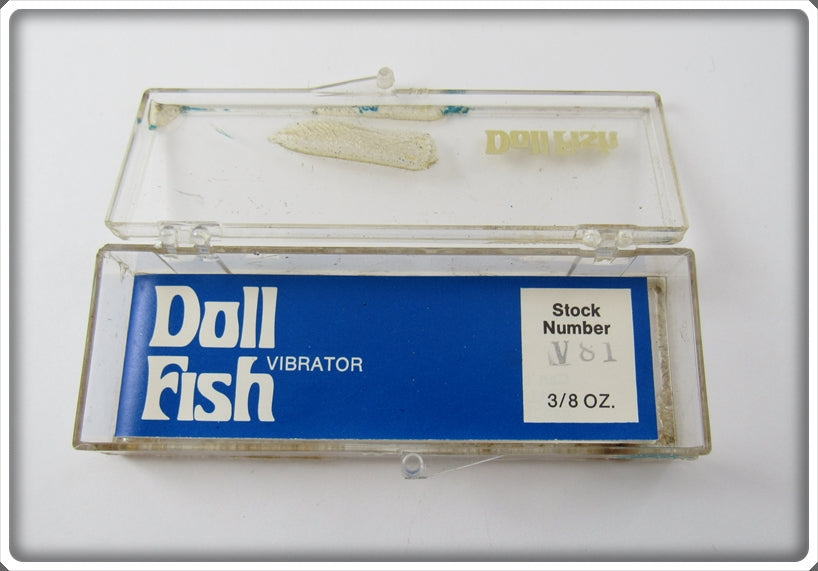 Doll Fish
Doll
Fish VIBRATOR
Stock
Number
V81
3/8 OZ.